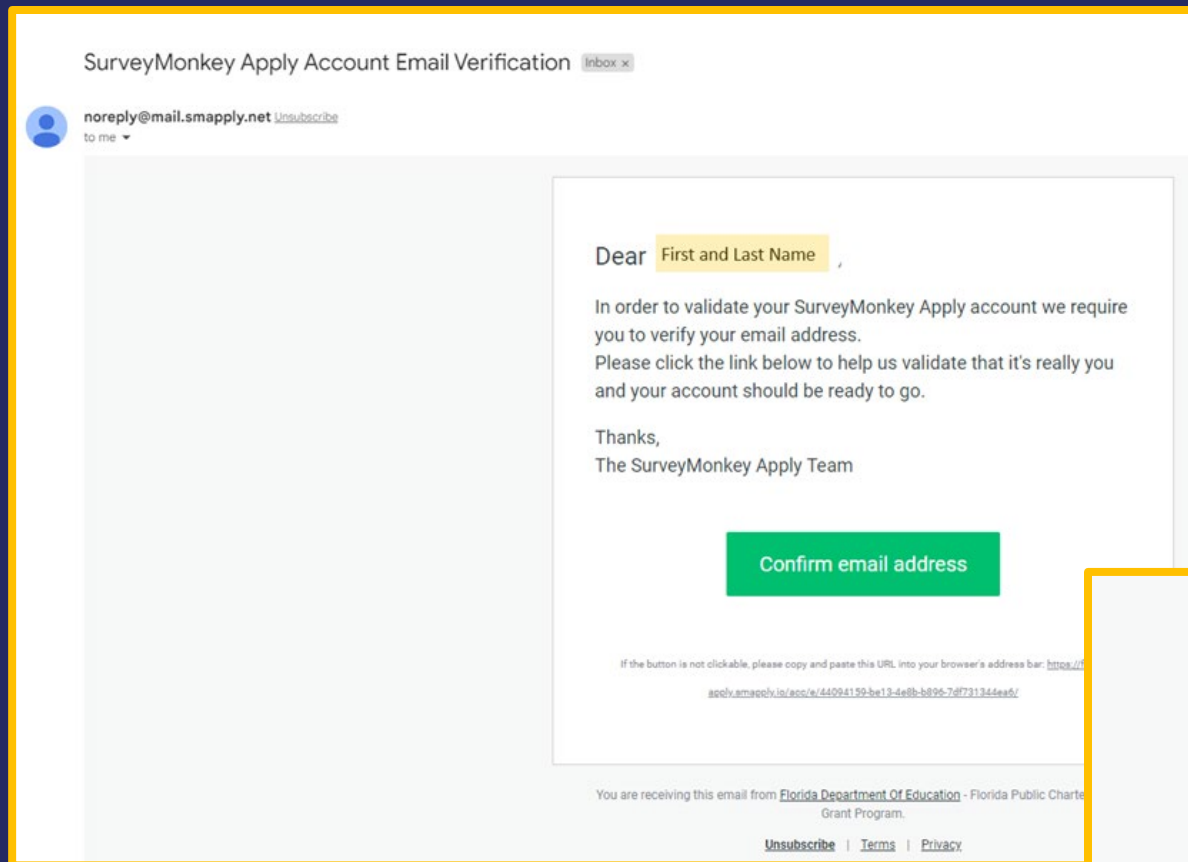 SurveyMonkey Apply Account Email Verification Inbox x
noreply@mail.smapply.net Unsubscribe
to me
Dear First and Last Name ,
In order to validate your SurveyMonkey Apply account we require
you to verify your email address.
Please click the link below to help us validate that it's really you
and your account should be ready to go.
Thanks,
The SurveyMonkey Apply Team
Confirm email address
If the button is not clickable, please copy and paste this URL into your browser's address bar: https://f
apply.smapply.io/acc/e/44094159-be13-4e8b-b896-7df731344ea6/
You are receiving this email from Florida Department Of Education - Florida Public Charte
Grant Program.
Unsubscribe | Terms | Privacy